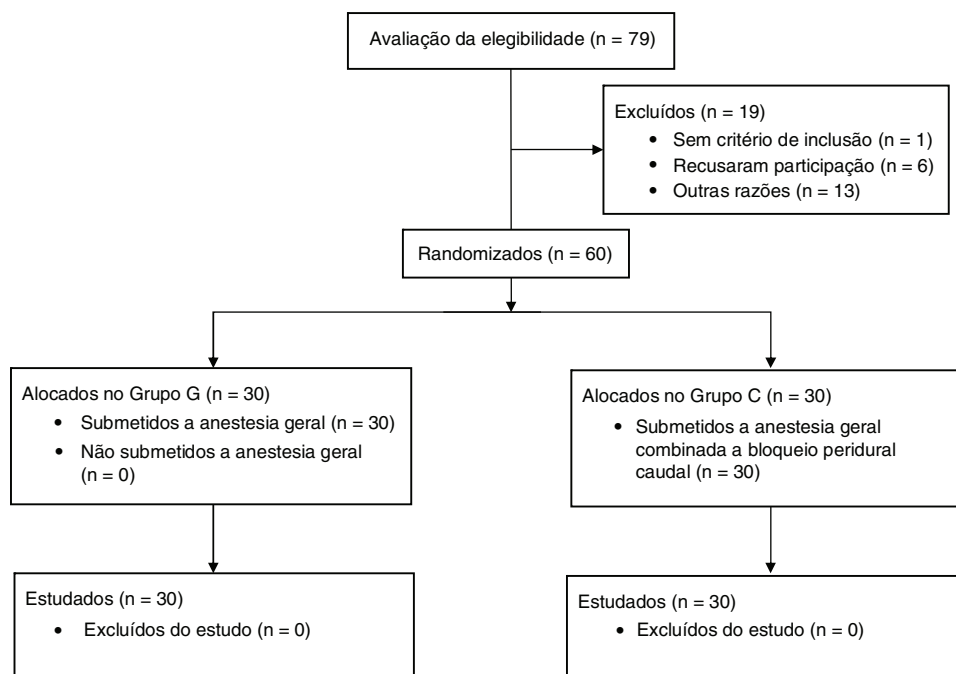 Avaliação da elegibilidade (n = 79)
Excluídos (n = 19)
• Sem critério de inclusão (n = 1)
• Recusaram participação (n = 6)
• Outras razões (n = 13)
Randomizados (n = 60)
Alocados no Grupo G (n = 30)
• Submetidos a anestesia geral (n = 30)
• Não submetidos a anestesia geral
(n = 0)
Alocados no Grupo C (n = 30)
• Submetidos a anestesia geral
combinada a bloqueio peridural
caudal (n = 30)
Estudados (n = 30)
• Excluídos do estudo (n = 0)
Estudados (n = 30)
• Excluídos do estudo (n = 0)